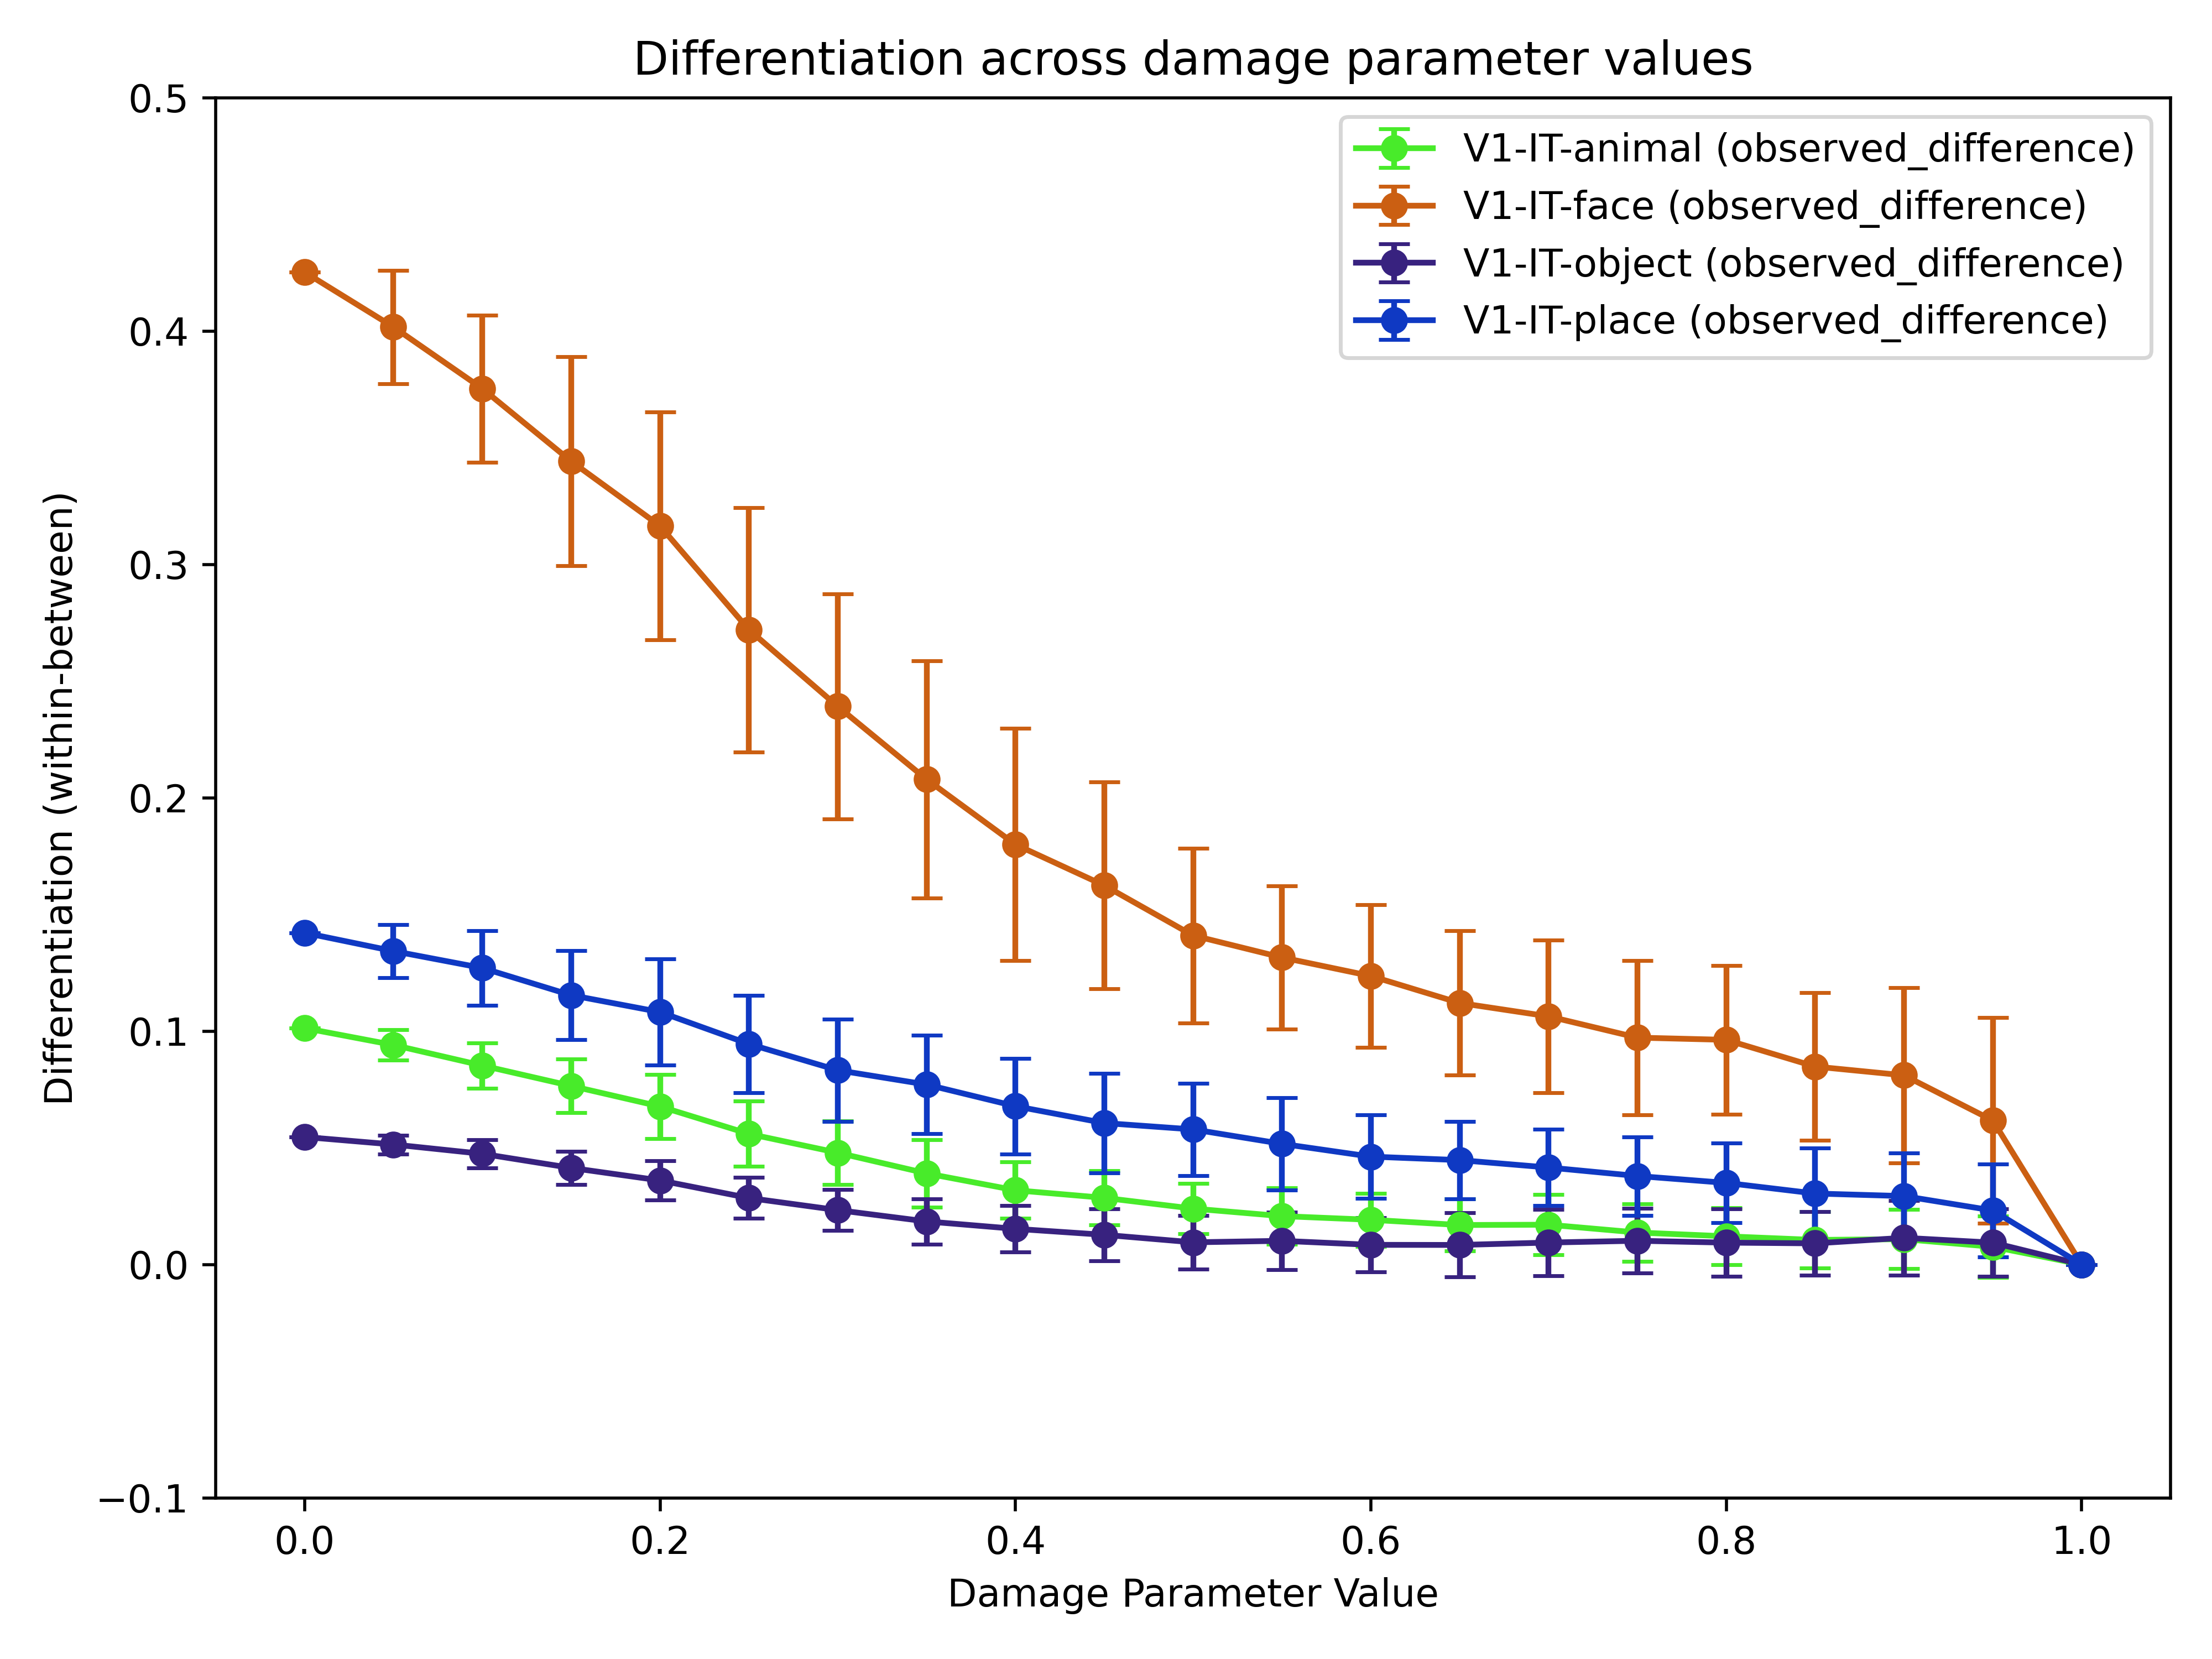 Differentiation across damage parameter values
V1-IT-animal (observed_difference)
V1-IT-face (observed_difference)
V1-IT-object (observed_difference)
V1-IT-place (observed_difference)
Differentiation (within-between)
0.5
0.4
0.3
0.2
0.1
0.0
−0.1
0.0 0.2 0.4 0.6 0.8 1.0
Damage Parameter Value